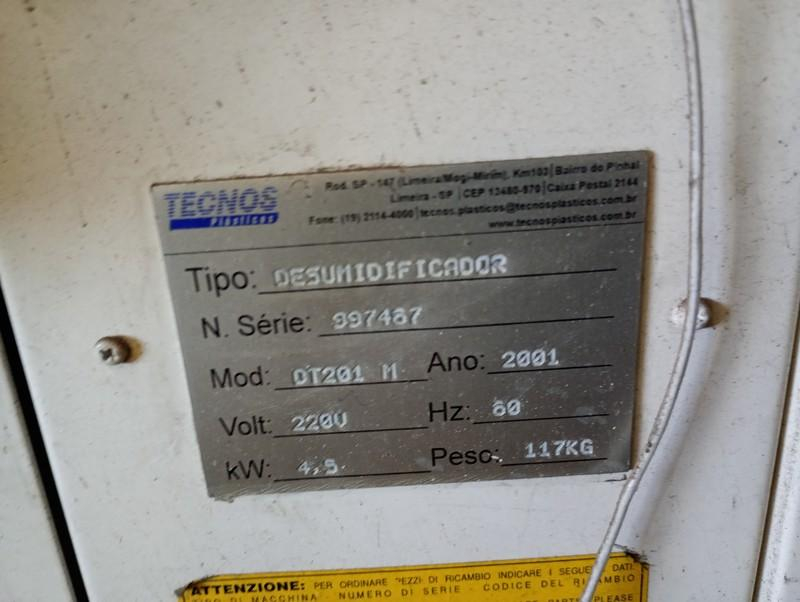 TECNOS
Plásticos
Rod. SP - 147 (Limeira/Mogi-Mirim), Km103 | Bairro do Pinhal
Limeira - SP | CEP 13480-970 | Caixa Postal 2144
Fone: (19) 2114-4000 | tecnos.plasticos@tecnosplasticos.com.br
www.tecnosplasticos.com.br
Tipo: DESUMIDIFICADOR
N. Série: 997487
Mod: DT201 M Ano: 2001
Volt: 220V Hz: 60
kW: 4,5 Peso: 117KG
ATTENZIONE: PER ORDINARE PEZZI DI RICAMBIO INDICARE I SEGUENTI DATI:
TIPO DI MACCHINA - NUMERO DI SERIE - CODICE DEL RICAMBIO
PLEASE